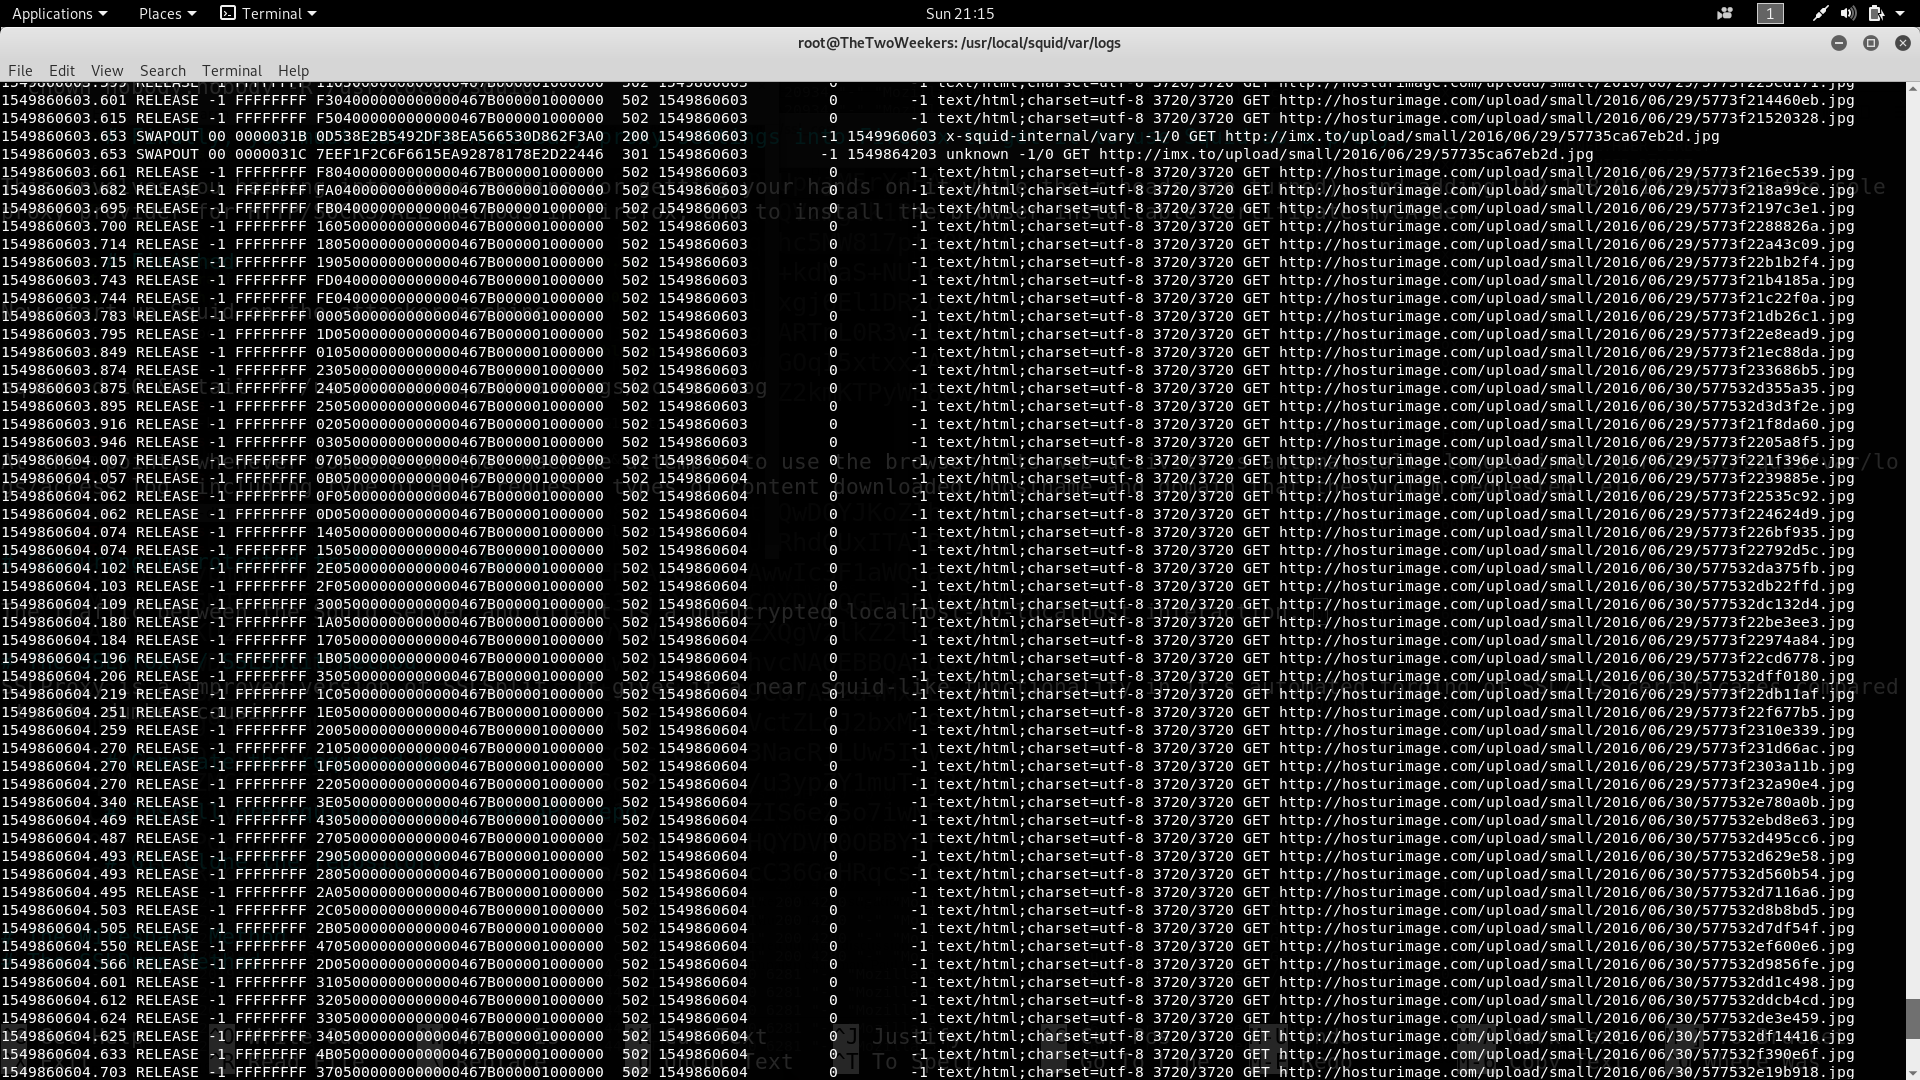 Applications Places Terminal Sun 21:15 1
root@TheTwoWeekers: /usr/local/squid/var/logs
File Edit View Search Terminal Help
1549860603.601 RELEASE -1 FFFFFFFF F3040000000000000467B0000001000000 502 1549860603 0 -1 text/html;charset=utf-8 3720/3720 GET http://hosturimage.com/upload/small/2016/06/29/5773f214460eb.jpg
1549860603.615 RELEASE -1 FFFFFFFF F5040000000000000467B0000001000000 502 1549860603 0 -1 text/html;charset=utf-8 3720/3720 GET http://hosturimage.com/upload/small/2016/06/29/5773f21520328.jpg
1549860603.653 SWAPOUT 00 0000031B 0D538E2B5492DF38EA566530D862F3A0 200 1549860603 -1 1549960603 x-squid-internal/vary -1/0 GET http://imx.to/upload/small/2016/06/29/57735ca67eb2d.jpg
1549860603.653 SWAPOUT 00 0000031C 7EEF1F2C6F6615EA92878178E2D22446 301 1549860603 -1 1549864203 unknown -1/0 GET http://imx.to/upload/small/2016/06/29/57735ca67eb2d.jpg
1549860603.661 RELEASE -1 FFFFFFFF F804000000000000467B000001000000 502 1549860603 0 -1 text/html;charset=utf-8 3720/3720 GET http://hosturimage.com/upload/small/2016/06/29/5773f216ec539.jpg
1549860603.682 RELEASE -1 FFFFFFFF FA04000000000000467B000001000000 502 1549860603 0 -1 text/html;charset=utf-8 3720/3720 GET http://hosturimage.com/upload/small/2016/06/29/5773f218a99ce.jpg
1549860603.695 RELEASE -1 FFFFFFFF FB04000000000000467B000001000000 502 1549860603 0 -1 text/html;charset=utf-8 3720/3720 GET http://hosturimage.com/upload/small/2016/06/29/5773f2197c3e1.jpg
1549860603.700 RELEASE -1 FFFFFFFF 1605000000000000467B000001000000 502 1549860603 0 -1 text/html;charset=utf-8 3720/3720 GET http://hosturimage.com/upload/small/2016/06/29/5773f2288826a.jpg
1549860603.714 RELEASE -1 FFFFFFFF 1805000000000000467B000001000000 502 1549860603 0 -1 text/html;charset=utf-8 3720/3720 GET http://hosturimage.com/upload/small/2016/06/29/5773f22a43c09.jpg
1549860603.715 RELEASE -1 FFFFFFFF 1905000000000000467B000001000000 502 1549860603 0 -1 text/html;charset=utf-8 3720/3720 GET http://hosturimage.com/upload/small/2016/06/29/5773f22b1b2f4.jpg
1549860603.743 RELEASE -1 FFFFFFFF FD04000000000000467B000001000000 502 1549860603 0 -1 text/html;charset=utf-8 3720/3720 GET http://hosturimage.com/upload/small/2016/06/29/5773f21b4185a.jpg
1549860603.744 RELEASE -1 FFFFFFFF FE04000000000000467B000001000000 502 1549860603 0 -1 text/html;charset=utf-8 3720/3720 GET http://hosturimage.com/upload/small/2016/06/29/5773f21c22f0a.jpg
1549860603.783 RELEASE -1 FFFFFFFF 0005000000000000467B000001000000 502 1549860603 0 -1 text/html;charset=utf-8 3720/3720 GET http://hosturimage.com/upload/small/2016/06/29/5773f21db26c1.jpg
1549860603.795 RELEASE -1 FFFFFFFF 1D05000000000000467B000001000000 502 1549860603 0 -1 text/html;charset=utf-8 3720/3720 GET http://hosturimage.com/upload/small/2016/06/29/5773f22e8ead9.jpg
1549860603.849 RELEASE -1 FFFFFFFF 0105000000000000467B000001000000 502 1549860603 0 -1 text/html;charset=utf-8 3720/3720 GET http://hosturimage.com/upload/small/2016/06/29/5773f21ec88da.jpg
1549860603.874 RELEASE -1 FFFFFFFF 2305000000000000467B000001000000 502 1549860603 0 -1 text/html;charset=utf-8 3720/3720 GET http://hosturimage.com/upload/small/2016/06/29/5773f233686b5.jpg
1549860603.875 RELEASE -1 FFFFFFFF 2405000000000000467B000001000000 502 1549860603 0 -1 text/html;charset=utf-8 3720/3720 GET http://hosturimage.com/upload/small/2016/06/30/577532d355a35.jpg
1549860603.895 RELEASE -1 FFFFFFFF 2505000000000000467B000001000000 502 1549860603 0 -1 text/html;charset=utf-8 3720/3720 GET http://hosturimage.com/upload/small/2016/06/30/577532d3d3f2e.jpg
1549860603.916 RELEASE -1 FFFFFFFF 0205000000000000467B000001000000 502 1549860603 0 -1 text/html;charset=utf-8 3720/3720 GET http://hosturimage.com/upload/small/2016/06/29/5773f21f8da60.jpg
1549860603.946 RELEASE -1 FFFFFFFF 0305000000000000467B000001000000 502 1549860603 0 -1 text/html;charset=utf-8 3720/3720 GET http://hosturimage.com/upload/small/2016/06/29/5773f2205a8f5.jpg
1549860604.007 RELEASE -1 FFFFFFFF 0705000000000000467B000001000000 502 1549860604 0 -1 text/html;charset=utf-8 3720/3720 GET http://hosturimage.com/upload/small/2016/06/29/5773f221f396e.jpg
1549860604.057 RELEASE -1 FFFFFFFF 0B05000000000000467B000001000000 502 1549860604 0 -1 text/html;charset=utf-8 3720/3720 GET http://hosturimage.com/upload/small/2016/06/29/5773f2239885e.jpg
1549860604.062 RELEASE -1 FFFFFFFF 0F05000000000000467B000001000000 502 1549860604 0 -1 text/html;charset=utf-8 3720/3720 GET http://hosturimage.com/upload/small/2016/06/29/5773f22535c92.jpg
1549860604.062 RELEASE -1 FFFFFFFF 0D05000000000000467B000001000000 502 1549860604 0 -1 text/html;charset=utf-8 3720/3720 GET http://hosturimage.com/upload/small/2016/06/29/5773f224624d9.jpg
1549860604.074 RELEASE -1 FFFFFFFF 1405000000000000467B000001000000 502 1549860604 0 -1 text/html;charset=utf-8 3720/3720 GET http://hosturimage.com/upload/small/2016/06/29/5773f226bf935.jpg
1549860604.074 RELEASE -1 FFFFFFFF 1505000000000000467B000001000000 502 1549860604 0 -1 text/html;charset=utf-8 3720/3720 GET http://hosturimage.com/upload/small/2016/06/29/5773f22792d5c.jpg
1549860604.102 RELEASE -1 FFFFFFFF 2E05000000000000467B000001000000 502 1549860604 0 -1 text/html;charset=utf-8 3720/3720 GET http://hosturimage.com/upload/small/2016/06/30/577532da375fb.jpg
1549860604.103 RELEASE -1 FFFFFFFF 2F05000000000000467B000001000000 502 1549860604 0 -1 text/html;charset=utf-8 3720/3720 GET http://hosturimage.com/upload/small/2016/06/30/577532db22ffd.jpg
1549860604.109 RELEASE -1 FFFFFFFF 3005000000000000467B000001000000 502 1549860604 0 -1 text/html;charset=utf-8 3720/3720 GET http://hosturimage.com/upload/small/2016/06/30/577532dc132d4.jpg
1549860604.180 RELEASE -1 FFFFFFFF 1A05000000000000467B000001000000 502 1549860604 0 -1 text/html;charset=utf-8 3720/3720 GET http://hosturimage.com/upload/small/2016/06/29/5773f22be3ee3.jpg
1549860604.184 RELEASE -1 FFFFFFFF 1705000000000000467B000001000000 502 1549860604 0 -1 text/html;charset=utf-8 3720/3720 GET http://hosturimage.com/upload/small/2016/06/29/5773f22974a84.jpg
1549860604.196 RELEASE -1 FFFFFFFF 1B05000000000000467B000001000000 502 1549860604 0 -1 text/html;charset=utf-8 3720/3720 GET http://hosturimage.com/upload/small/2016/06/29/5773f22cd6778.jpg
1549860604.206 RELEASE -1 FFFFFFFF 3505000000000000467B000001000000 502 1549860604 0 -1 text/html;charset=utf-8 3720/3720 GET http://hosturimage.com/upload/small/2016/06/30/577532dff0180.jpg
1549860604.219 RELEASE -1 FFFFFFFF 1C05000000000000467B000001000000 502 1549860604 0 -1 text/html;charset=utf-8 3720/3720 GET http://hosturimage.com/upload/small/2016/06/29/5773f22db112c.jpg
1549860604.251 RELEASE -1 FFFFFFFF 1E05000000000000467B000001000000 502 1549860604 0 -1 text/html;charset=utf-8 3720/3720 GET http://hosturimage.com/upload/small/2016/06/29/5773f22f677b5.jpg
1549860604.259 RELEASE -1 FFFFFFFF 2005000000000000467B000001000000 502 1549860604 0 -1 text/html;charset=utf-8 3720/3720 GET http://hosturimage.com/upload/small/2016/06/29/5773f2310e339.jpg
1549860604.270 RELEASE -1 FFFFFFFF 2105000000000000467B000001000000 502 1549860604 0 -1 text/html;charset=utf-8 3720/3720 GET http://hosturimage.com/upload/small/2016/06/29/5773f231d66ac.jpg
1549860604.270 RELEASE -1 FFFFFFFF 1F05000000000000467B000001000000 502 1549860604 0 -1 text/html;charset=utf-8 3720/3720 GET http://hosturimage.com/upload/small/2016/06/29/5773f2303a11b.jpg
1549860604.270 RELEASE -1 FFFFFFFF 2205000000000000467B000001000000 502 1549860604 0 -1 text/html;charset=utf-8 3720/3720 GET http://hosturimage.com/upload/small/2016/06/29/5773f232a90e4.jpg
1549860604.340 RELEASE -1 FFFFFFFF 3E05000000000000467B000001000000 502 1549860604 0 -1 text/html;charset=utf-8 3720/3720 GET http://hosturimage.com/upload/small/2016/06/30/577532e780a0b.jpg
1549860604.469 RELEASE -1 FFFFFFFF 4305000000000000467B000001000000 502 1549860604 0 -1 text/html;charset=utf-8 3720/3720 GET http://hosturimage.com/upload/small/2016/06/30/577532ebd8e63.jpg
1549860604.487 RELEASE -1 FFFFFFFF 2705000000000000467B000001000000 502 1549860604 0 -1 text/html;charset=utf-8 3720/3720 GET http://hosturimage.com/upload/small/2016/06/30/577532d495cc6.jpg
1549860604.493 RELEASE -1 FFFFFFFF 2905000000000000467B000001000000 502 1549860604 0 -1 text/html;charset=utf-8 3720/3720 GET http://hosturimage.com/upload/small/2016/06/30/577532d629e58.jpg
1549860604.493 RELEASE -1 FFFFFFFF 2805000000000000467B000001000000 502 1549860604 0 -1 text/html;charset=utf-8 3720/3720 GET http://hosturimage.com/upload/small/2016/06/30/577532d560b54.jpg
1549860604.495 RELEASE -1 FFFFFFFF 2A05000000000000467B000001000000 502 1549860604 0 -1 text/html;charset=utf-8 3720/3720 GET http://hosturimage.com/upload/small/2016/06/30/577532d7116a6.jpg
1549860604.503 RELEASE -1 FFFFFFFF 2C05000000000000467B000001000000 502 1549860604 0 -1 text/html;charset=utf-8 3720/3720 GET http://hosturimage.com/upload/small/2016/06/30/577532d8b8bd5.jpg
1549860604.505 RELEASE -1 FFFFFFFF 2B05000000000000467B000001000000 502 1549860604 0 -1 text/html;charset=utf-8 3720/3720 GET http://hosturimage.com/upload/small/2016/06/30/577532d7df54f.jpg
1549860604.550 RELEASE -1 FFFFFFFF 4705000000000000467B000001000000 502 1549860604 0 -1 text/html;charset=utf-8 3720/3720 GET http://hosturimage.com/upload/small/2016/06/30/577532ef600e6.jpg
1549860604.566 RELEASE -1 FFFFFFFF 2D05000000000000467B000001000000 502 1549860604 0 -1 text/html;charset=utf-8 3720/3720 GET http://hosturimage.com/upload/small/2016/06/30/577532d9856fe.jpg
1549860604.601 RELEASE -1 FFFFFFFF 3105000000000000467B000001000000 502 1549860604 0 -1 text/html;charset=utf-8 3720/3720 GET http://hosturimage.com/upload/small/2016/06/30/577532dd1c498.jpg
1549860604.612 RELEASE -1 FFFFFFFF 3205000000000000467B000001000000 502 1549860604 0 -1 text/html;charset=utf-8 3720/3720 GET http://hosturimage.com/upload/small/2016/06/30/577532ddcb4cd.jpg
1549860604.624 RELEASE -1 FFFFFFFF 3305000000000000467B000001000000 502 1549860604 0 -1 text/html;charset=utf-8 3720/3720 GET http://hosturimage.com/upload/small/2016/06/30/577532de3e459.jpg
1549860604.625 RELEASE -1 FFFFFFFF 3405000000000000467B000001000000 502 1549860604 0 -1 text/html;charset=utf-8 3720/3720 GET http://hosturimage.com/upload/small/2016/06/30/577532df14416.jpg
1549860604.633 RELEASE -1 FFFFFFFF 4B05000000000000467B000001000000 502 1549860604 0 -1 text/html;charset=utf-8 3720/3720 GET http://hosturimage.com/upload/small/2016/06/30/577532f390e6f.jpg
1549860604.703 RELEASE -1 FFFFFFFF 3705000000000000467B000001000000 502 1549860604 0 -1 text/html;charset=utf-8 3720/3720 GET http://hosturimage.com/upload/small/2016/06/30/577532e19b918.jpg